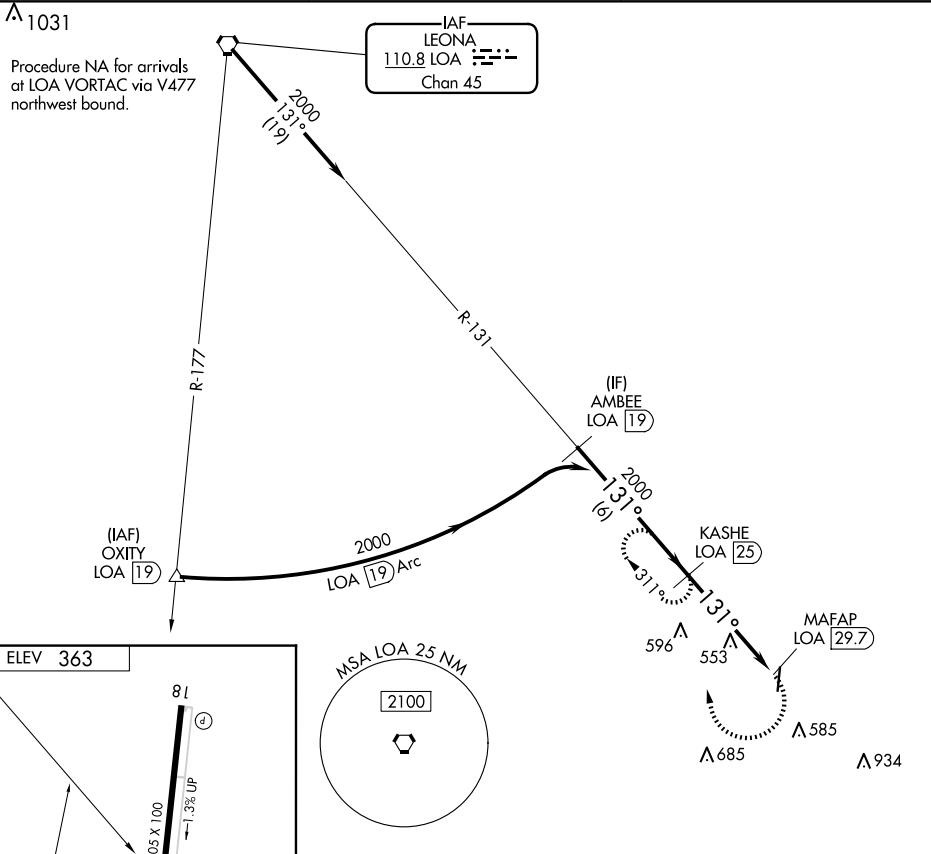 1031
Procedure NA for arrivals
at LOA VORTAC via V477
northwest bound.
IAF
LEONA
110.8 LOA
Chan 45
2000
131°
(19)
R-131
R-177
(IF)
AMBEE
LOA 19
2000
131°
(6)
KASHE
LOA 25
311°
131°
MAFAP
LOA 29.7
(IAF)
OXITY
LOA 19
2000
LOA 19 Arc
596
553
585
685
934
MSA LOA 25 NM
2100
ELEV 363
18
P
1.3% UP
05 X 100